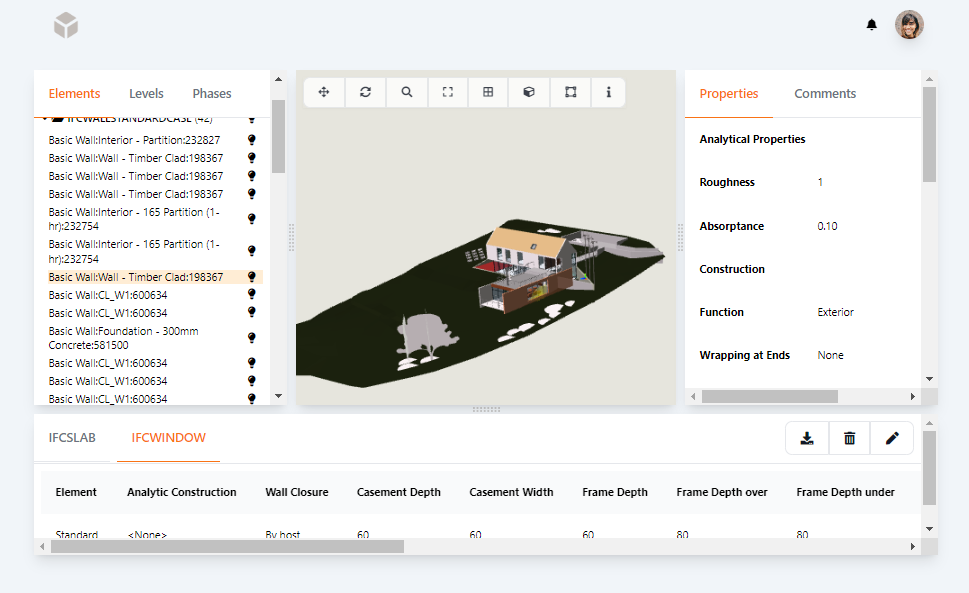 Elements Levels Phases
IFCWALLSTANDARDCASE (42)
Basic Wall:Interior - Partition:232827
Basic Wall:Wall - Timber Clad:198367
Basic Wall:Wall - Timber Clad:198367
Basic Wall:Wall - Timber Clad:198367
Basic Wall:Interior - 165 Partition (1-
hr):232754
Basic Wall:Interior - 165 Partition (1-
hr):232754
Basic Wall:Wall - Timber Clad:198367
Basic Wall:CL_W1:600634
Basic Wall:CL_W1:600634
Basic Wall:Foundation - 300mm
Concrete:581500
Basic Wall:CL_W1:600634
Basic Wall:CL_W1:600634
Basic Wall:CL_W1:600634
Properties Comments
Analytical Properties
Roughness 1
Absorptance 0.10
Construction
Function Exterior
Wrapping at Ends None
IFCSLAB IFCWINDOW
Element Analytic Construction Wall Closure Casement Depth Casement Width Frame Depth Frame Depth over Frame Depth under
Standard <None> By host 60 60 60 80 80